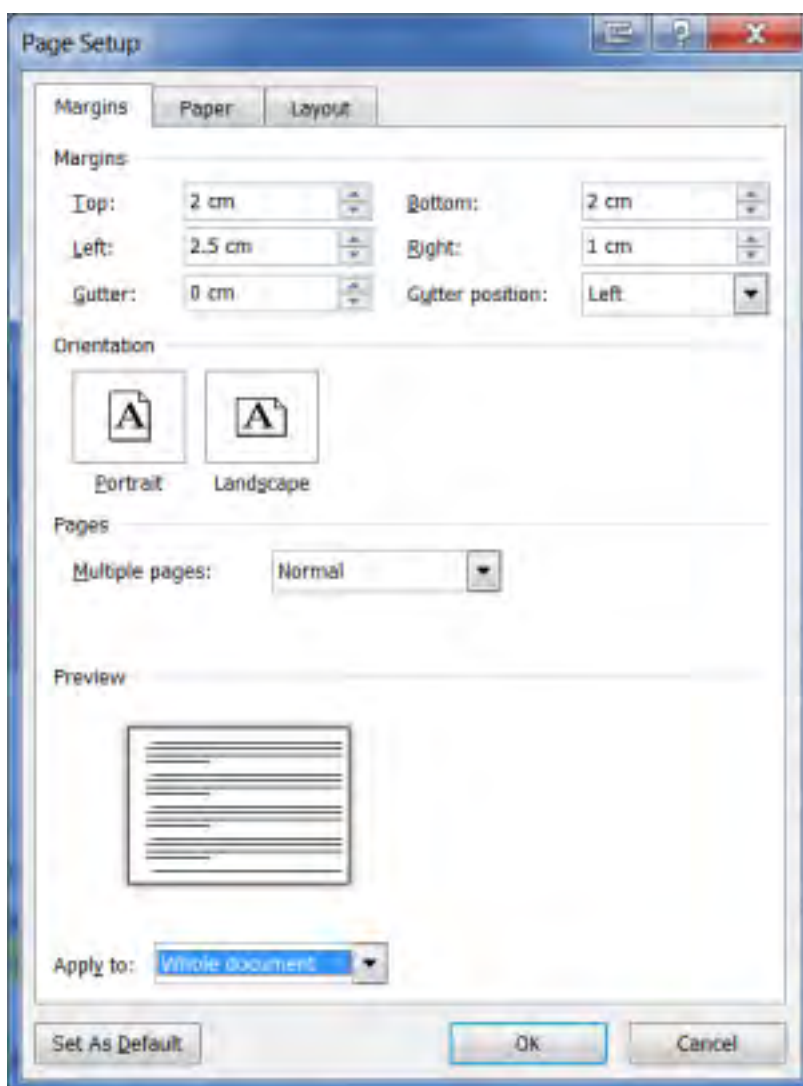 Page Setup
Margins Paper Layout
Margins
Top: 2 cm Bottom: 2 cm
Left: 2.5 cm Right: 1 cm
Gutter: 0 cm Gutter position: Left
Orientation
A A
Portrait Landscape
Pages
Multiple pages: Normal
Preview
Apply to: Whole document
Set As Default OK Cancel